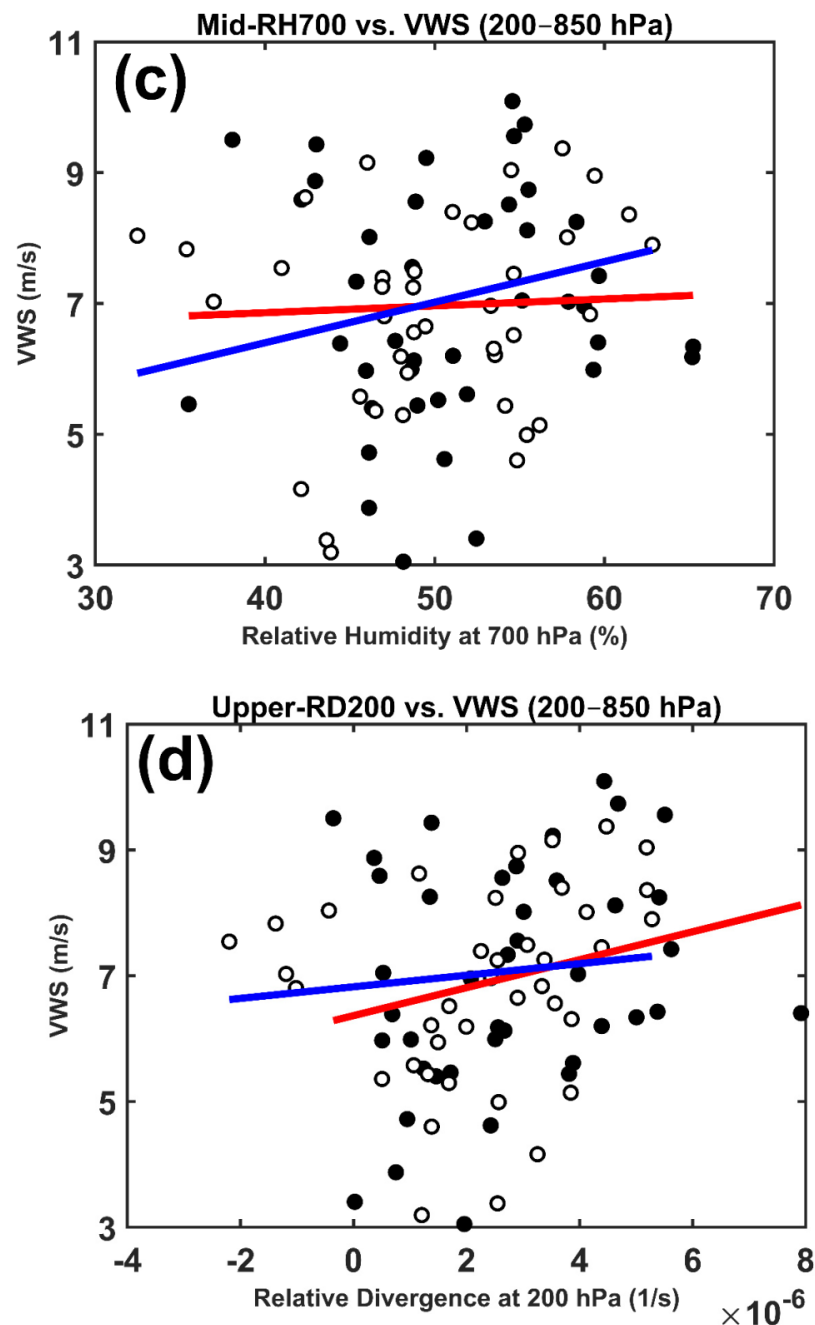 Mid-RH700 vs. VWS (200−850 hPa)
(c)
11
9
7
5
3
VWS (m/s)
30 40 50 60 70
Relative Humidity at 700 hPa (%)
Upper-RD200 vs. VWS (200−850 hPa)
(d)
11
9
7
5
3
VWS (m/s)
-4 -2 0 2 4 6 8
Relative Divergence at 200 hPa (1/s)
×10-6